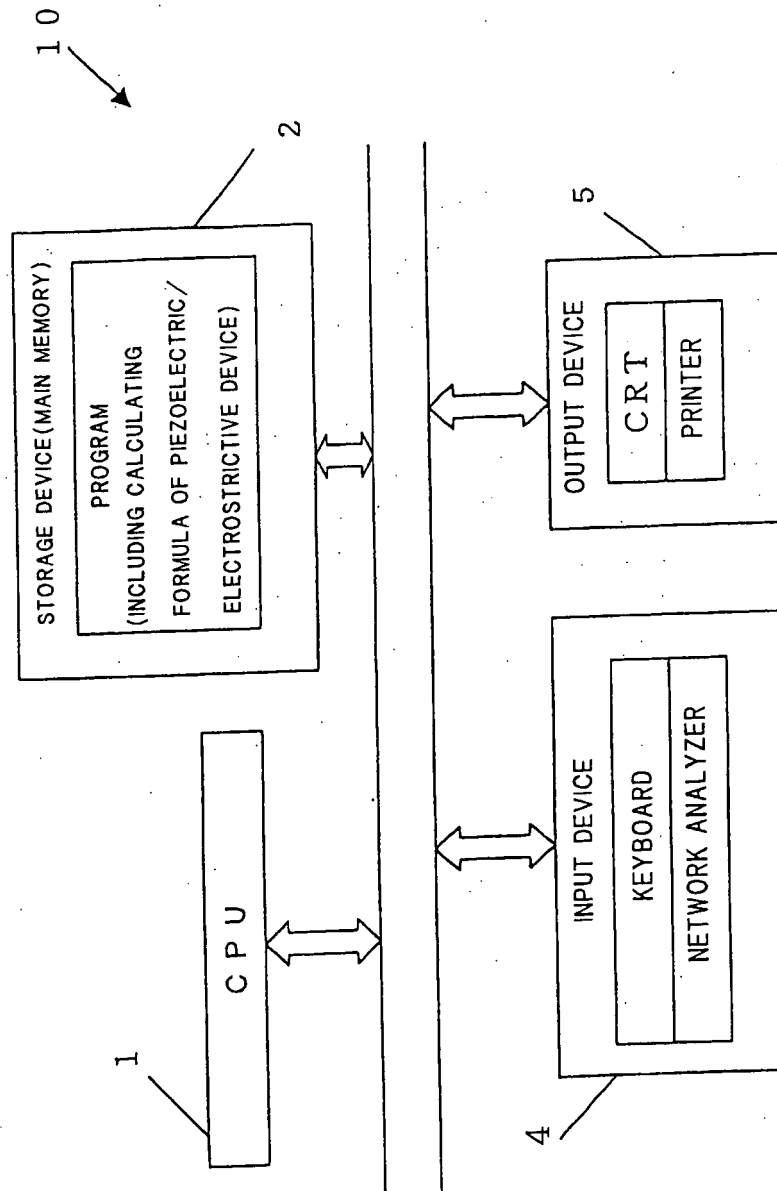 10
1
CPU
2
STORAGE DEVICE(MAIN MEMORY)
PROGRAM
(INCLUDING CALCULATING
FORMULA OF PIEZOELECTRIC/
ELECTROSTRICTIVE DEVICE)
4
INPUT DEVICE
KEYBOARD
NETWORK ANALYZER
5
OUTPUT DEVICE
CRT
PRINTER